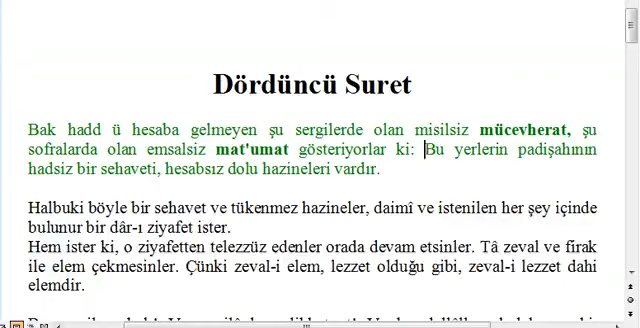 Dördüncü Suret
Bak hadd ü hesaba gelmeyen şu sergilerde olan misilsiz mücevherat, şu
sofralarda olan emsalsiz mat'umat gösteriyorlar ki: Bu yerlerin padişahının
hadsiz bir sehaveti, hesabsız dolu hazineleri vardır.
Halbuki böyle bir sehavet ve tükenmez hazineler, daimî ve istenilen her şey içinde
bulunur bir dâr-ı ziyafet ister.
Hem ister ki, o ziyafetten telezzüz edenler orada devam etsinler. Tâ zeval ve firak
ile elem çekmesinler. Çünki zeval-i elem, lezzet olduğu gibi, zeval-i lezzet dahi
elemdir.